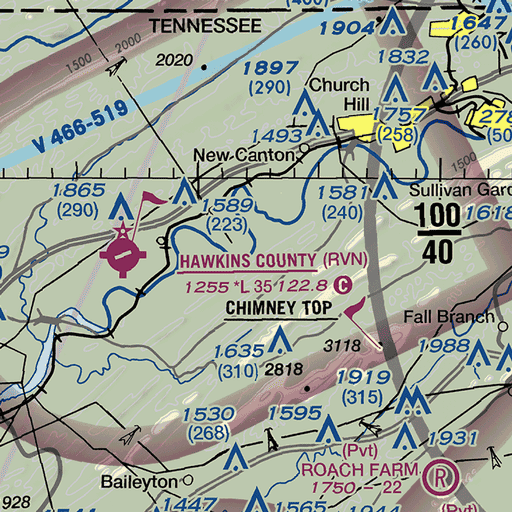 (400)
TENNESSEE
1904
1647
(260)
1500
2000
2020
1832
1897
(290)
Church
Hill
1757
(258)
278
(50
V 466-519
1493
New Canton
1500
1865
(290)
1589
(223)
1581
(240)
Sullivan Gard
100
40
1618
9
HAWKINS COUNTY (RVN)
1255 *L 35 122.8 C
CHIMNEY TOP
Fall Branch
1635
(310)
3118
1988
2818
1919
(315)
1530
(268)
1595
1931
(Pvt)
ROACH FARM
1750 - 22
R
Baileyton
928
1447
1565
1944
(Pvt)